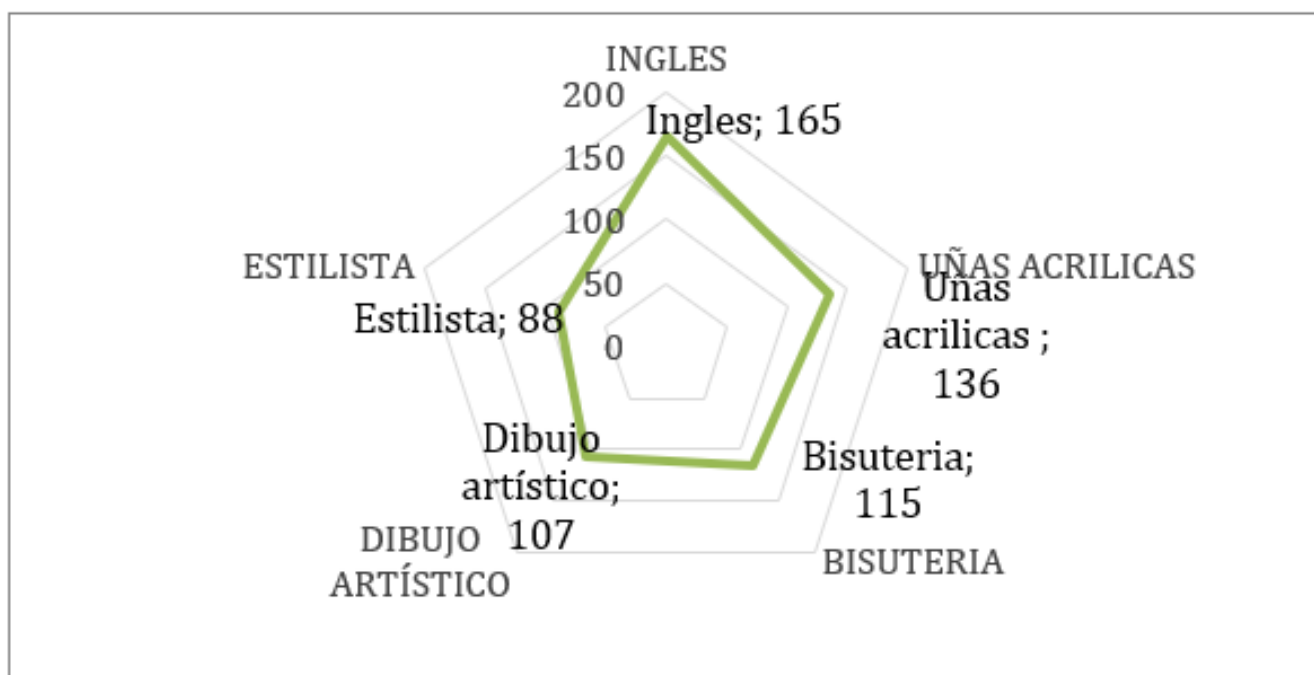 INGLES
200
Ingles; 165
150
100
50
0
ESTILISTA
Estilista; 88
UÑAS ACRILICAS
Uñas
acrilicas ;
136
Dibujo
artístico;
107
Bisuteria;
115
DIBUJO
ARTÍSTICO
BISUTERIA